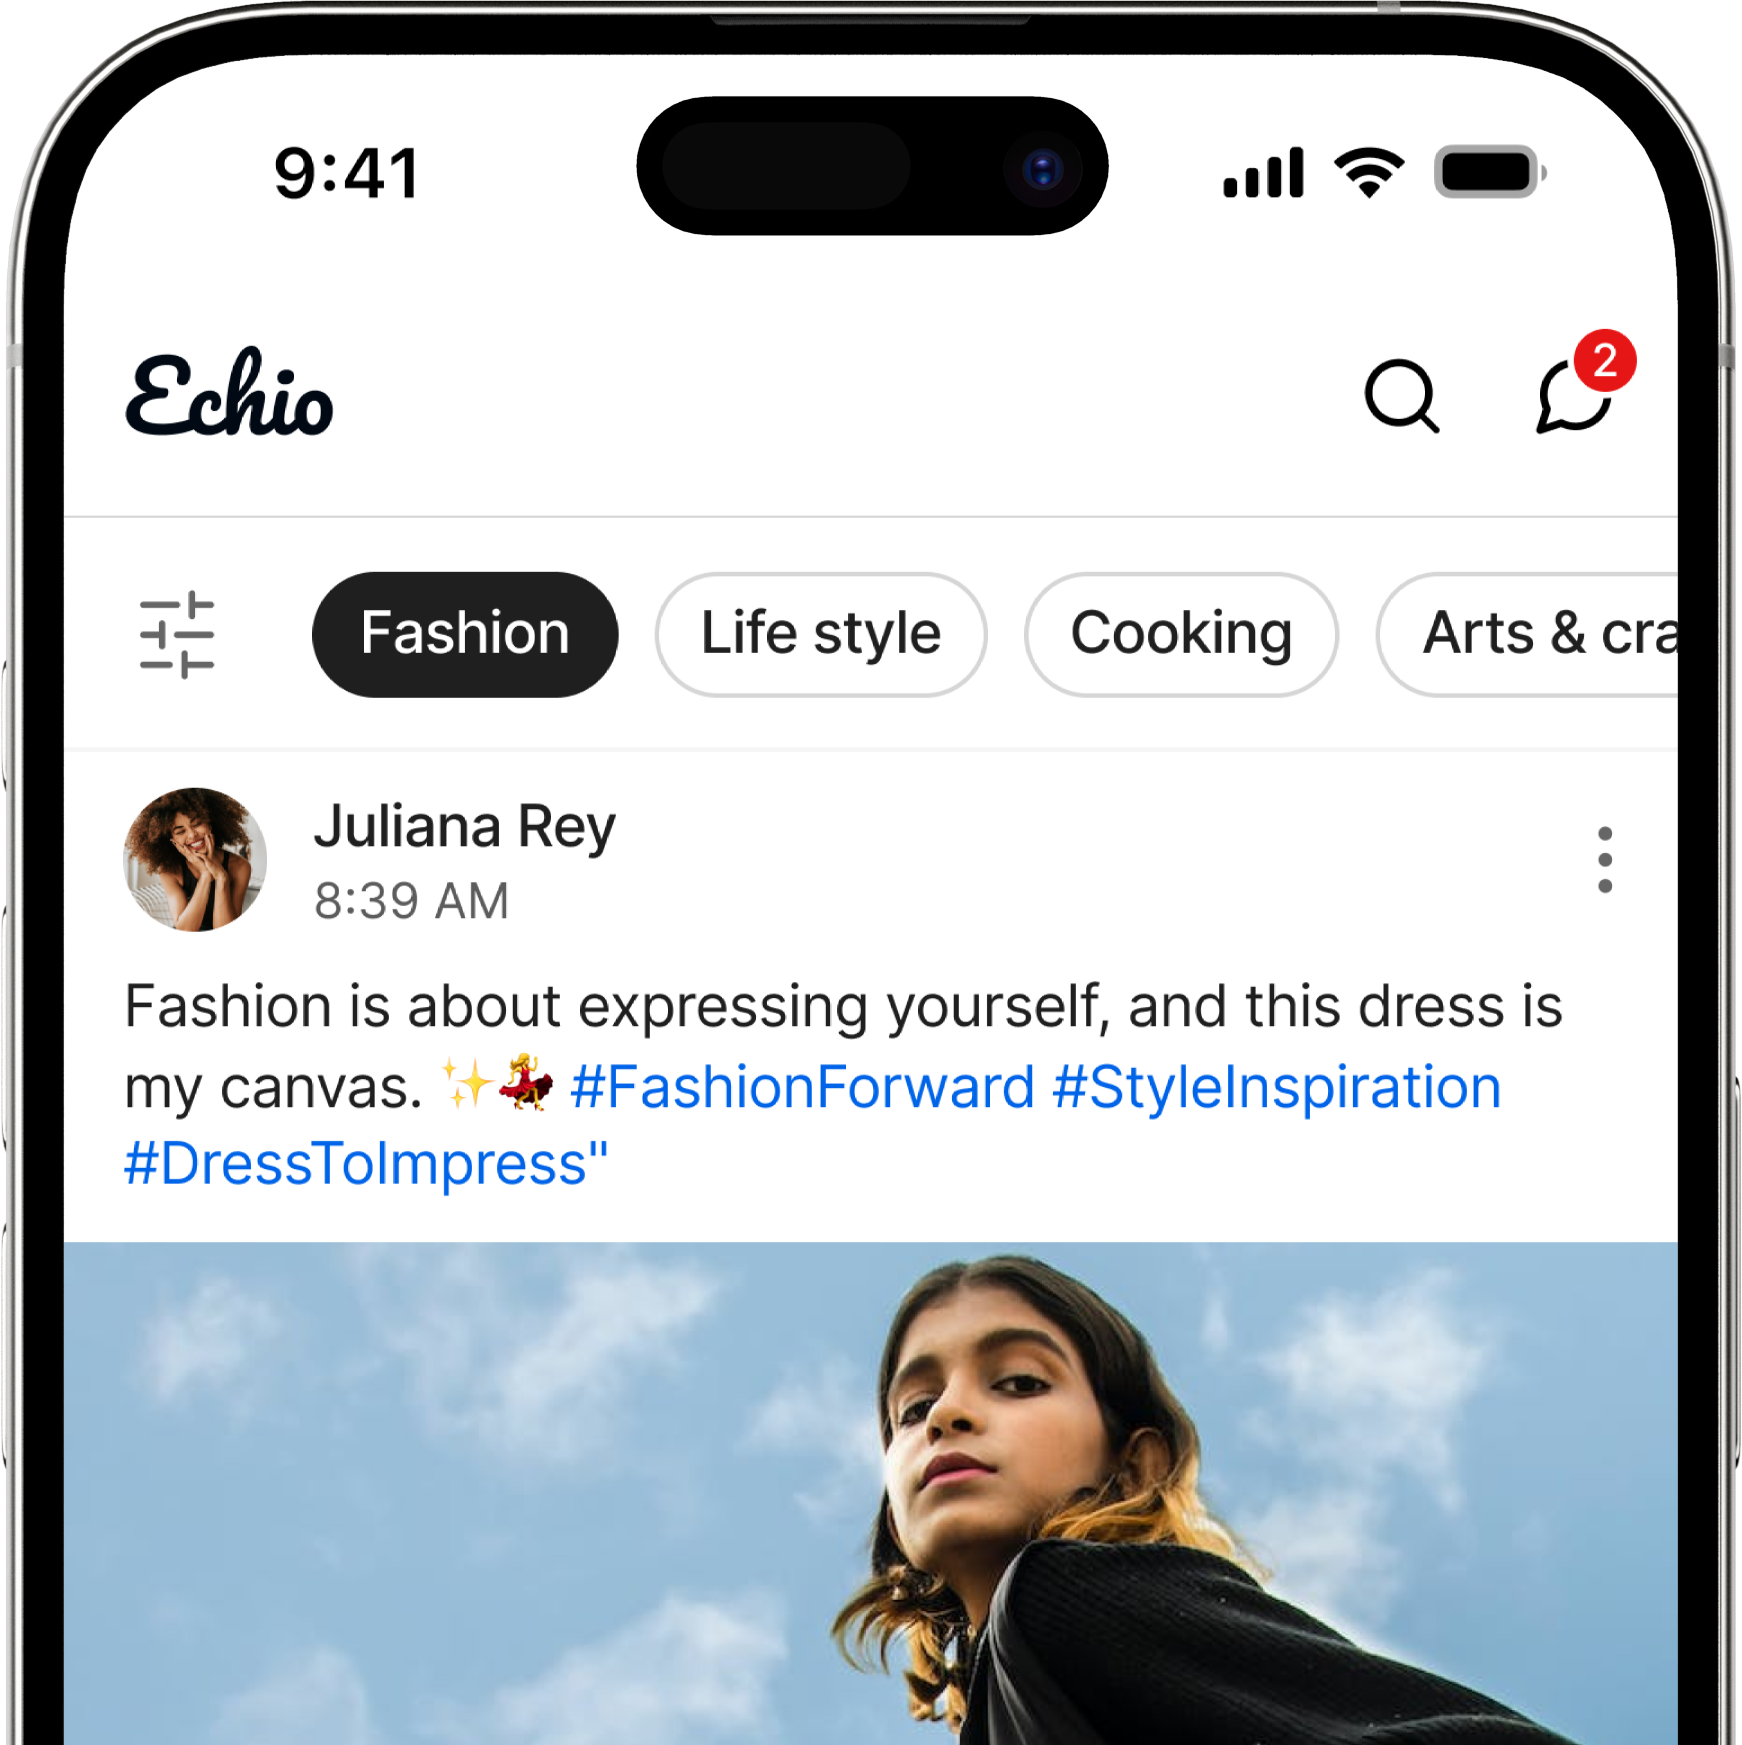 9:41
Echio
2
Fashion
Life style
Cooking
Arts & cra
Juliana Rey
8:39 AM
Fashion is about expressing yourself, and this dress is
my canvas. ✨💃 #FashionForward #StyleInspiration
#DressToImpress"